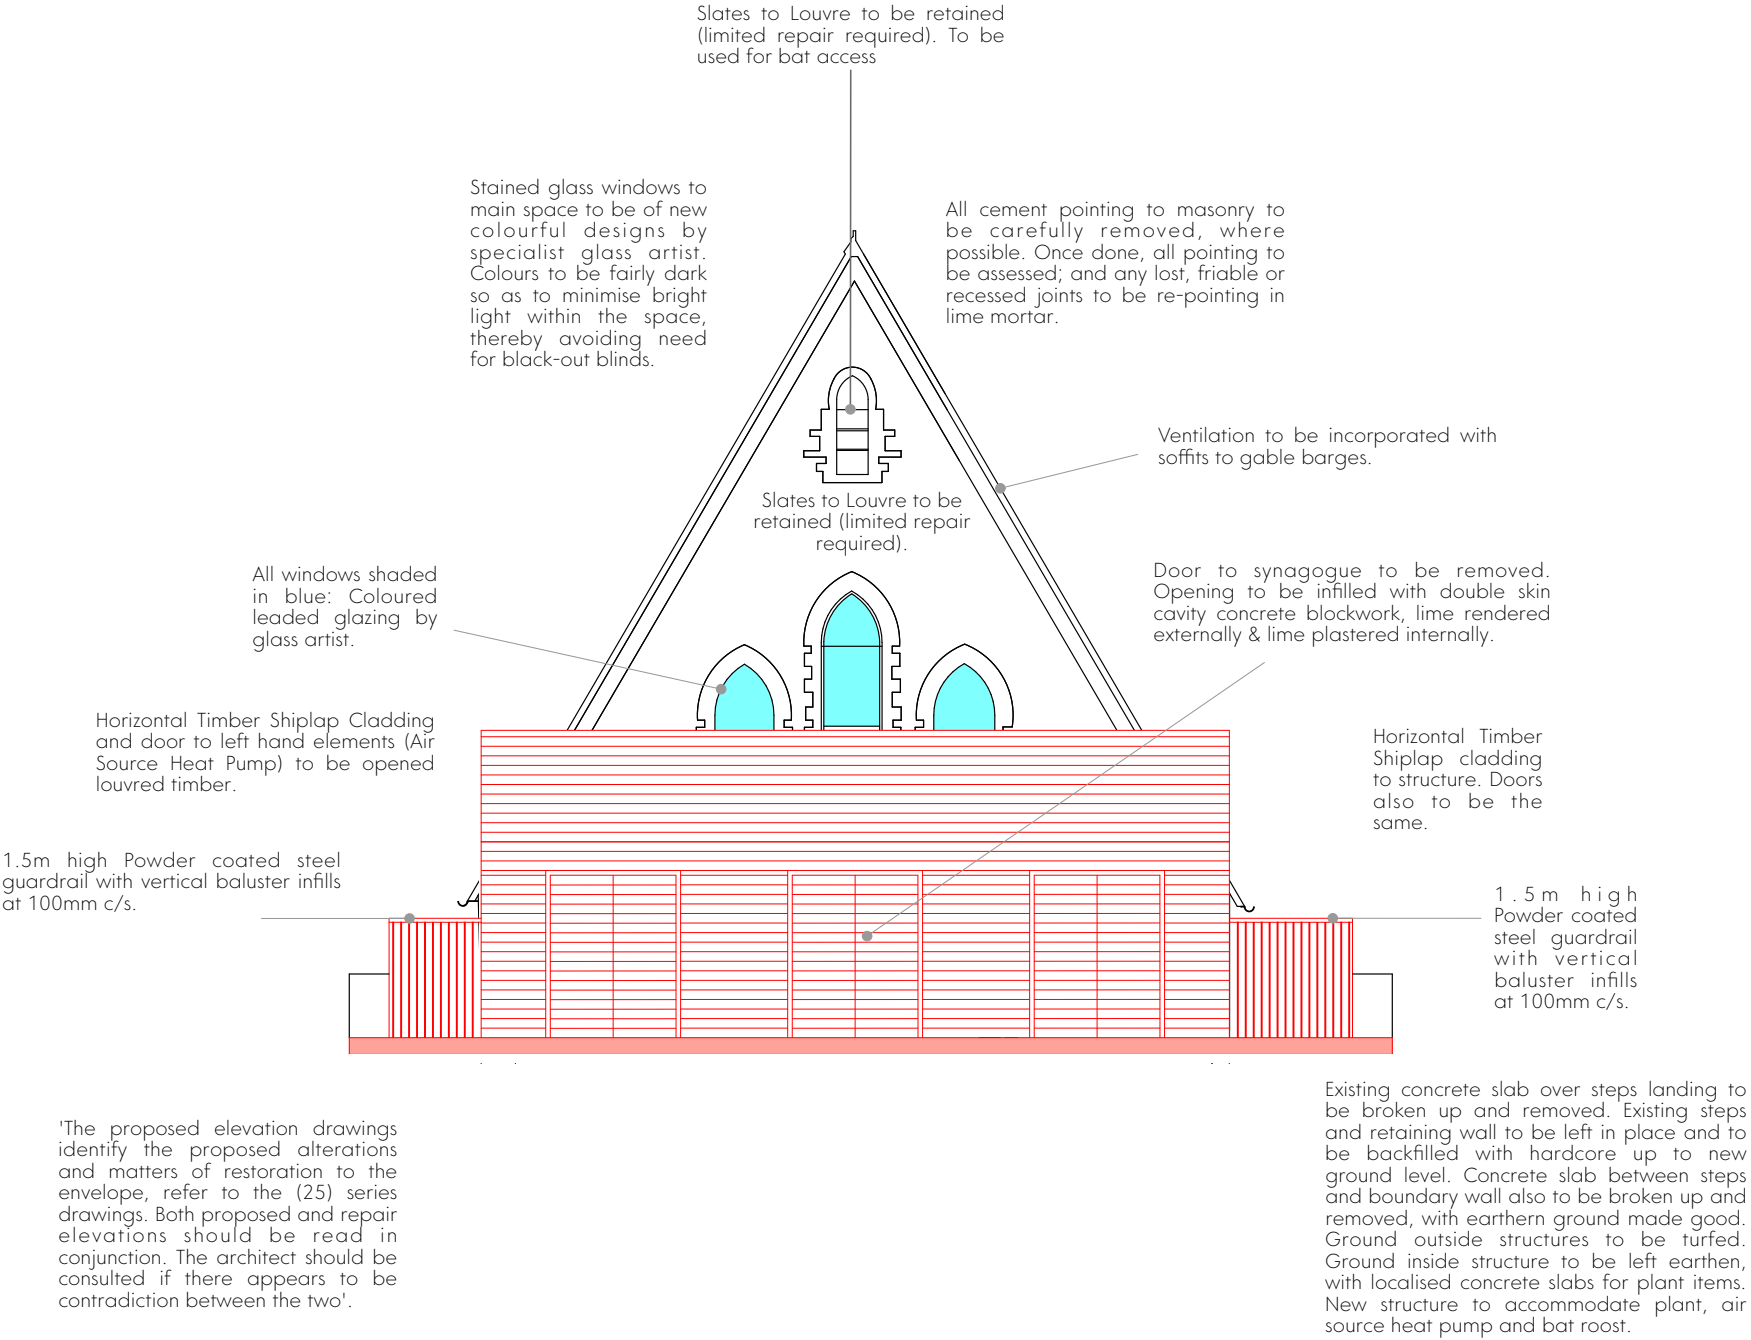 Slates to Louvre to be retained
(limited repair required). To be
used for bat access
Stained glass windows to
main space to be of new
colourful designs by
specialist glass artist.
Colours to be fairly dark
so as to minimise bright
light within the space,
thereby avoiding need
for black-out blinds.
All cement pointing to masonry to
be carefully removed, where
possible. Once done, all pointing to
be assessed; and any lost, friable or
recessed joints to be re-pointing in
lime mortar.
Ventilation to be incorporated with
soffits to gable barges.
Slates to Louvre to be
retained (limited repair
required).
All windows shaded
in blue: Coloured
leaded glazing by
glass artist.
Door to synagogue to be removed.
Opening to be infilled with double skin
cavity concrete blockwork, lime rendered
externally & lime plastered internally.
Horizontal Timber Shiplap Cladding
and door to left hand elements (Air
Source Heat Pump) to be opened
louvred timber.
Horizontal Timber
Shiplap cladding
to structure. Doors
also to be the
same.
1.5m high Powder coated steel
guardrail with vertical baluster infills
at 100mm c/s.
1.5m high
Powder coated
steel guardrail
with vertical
baluster infills
at 100mm c/s.
'The proposed elevation drawings
identify the proposed alterations
and matters of restoration to the
envelope, refer to the (25) series
drawings. Both proposed and repair
elevations should be read in
conjunction. The architect should be
consulted if there appears to be
contradiction between the two'.
Existing concrete slab over steps landing to
be broken up and removed. Existing steps
and retaining wall to be left in place and to
be backfilled with hardcore up to new
ground level. Concrete slab between steps
and boundary wall also to be broken up and
removed, with earthern ground made good.
Ground outside structures to be turfed.
Ground inside structure to be left earthen,
with localised concrete slabs for plant items.
New structure to accommodate plant, air
source heat pump and bat roost.